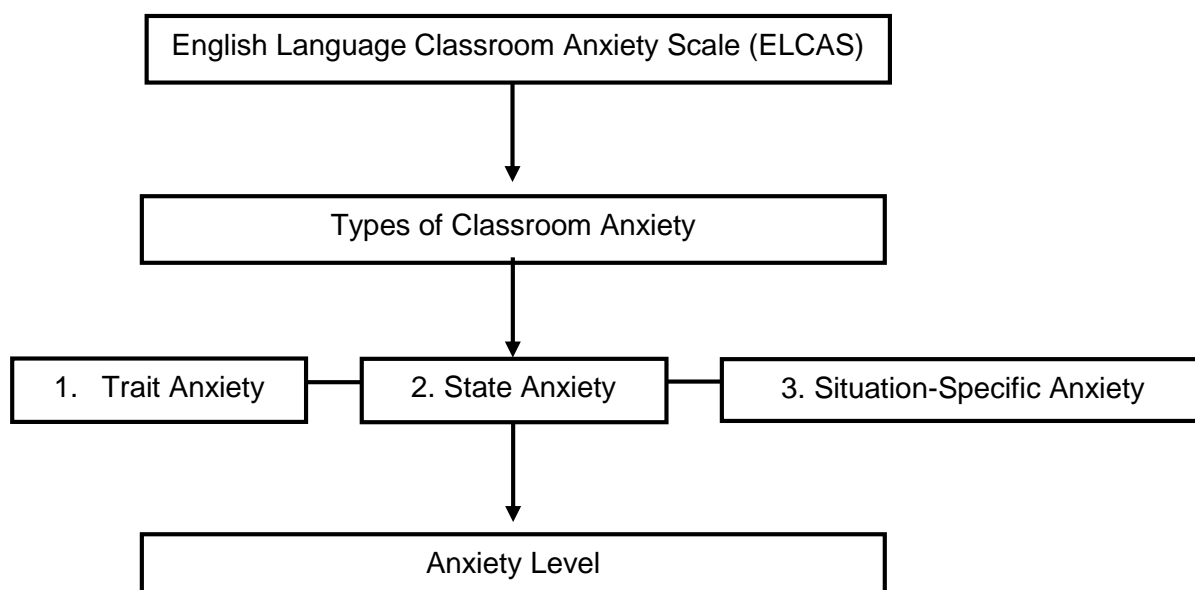 English Language Classroom Anxiety Scale (ELCAS)
Types of Classroom Anxiety
1. Trait Anxiety
2. State Anxiety
3. Situation-Specific Anxiety
Anxiety Level